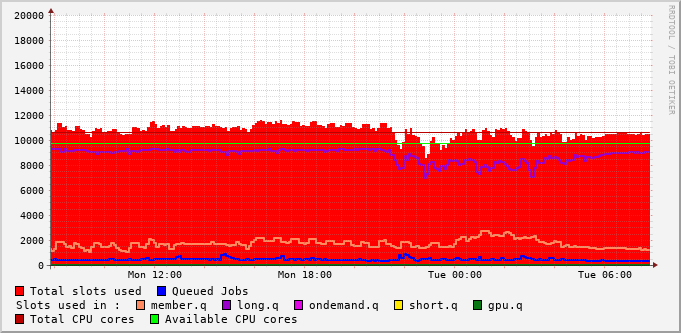 RRDTOOL / TOBI OETIKER
20000
18000
16000
14000
12000
10000
8000
6000
4000
2000
0
Mon 12:00 Mon 18:00 Tue 00:00 Tue 06:00
Total slots used Queued Jobs
Slots used in : member.q long.q ondemand.q short.q gpu.q
Total CPU cores Available CPU cores